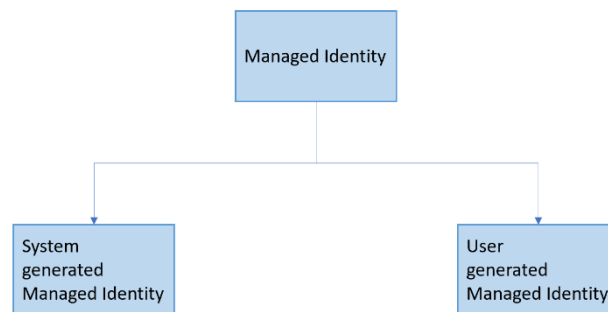 Managed Identity
System
generated
Managed Identity
User
generated
Managed Identity